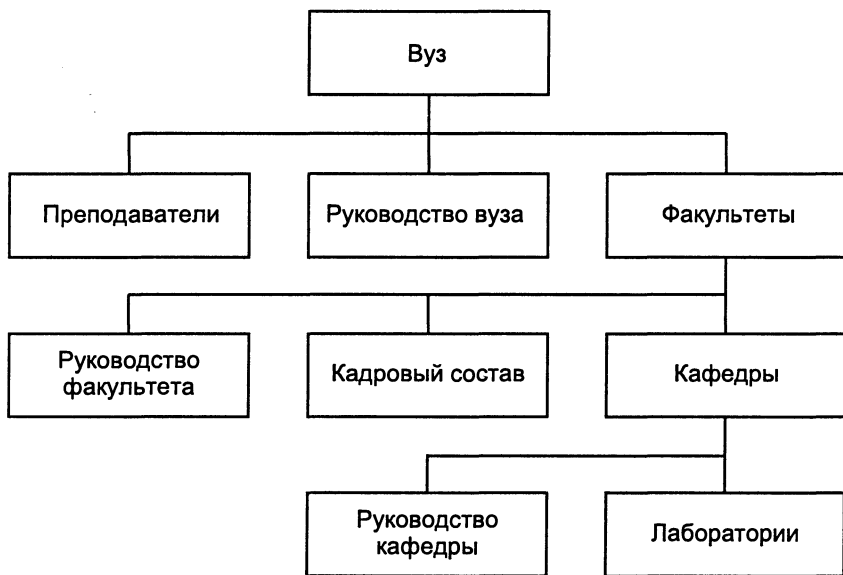 Вуз
Преподаватели
Руководство вуза
Факультеты
Руководство
факультета
Кадровый состав
Кафедры
Руководство
кафедры
Лаборатории